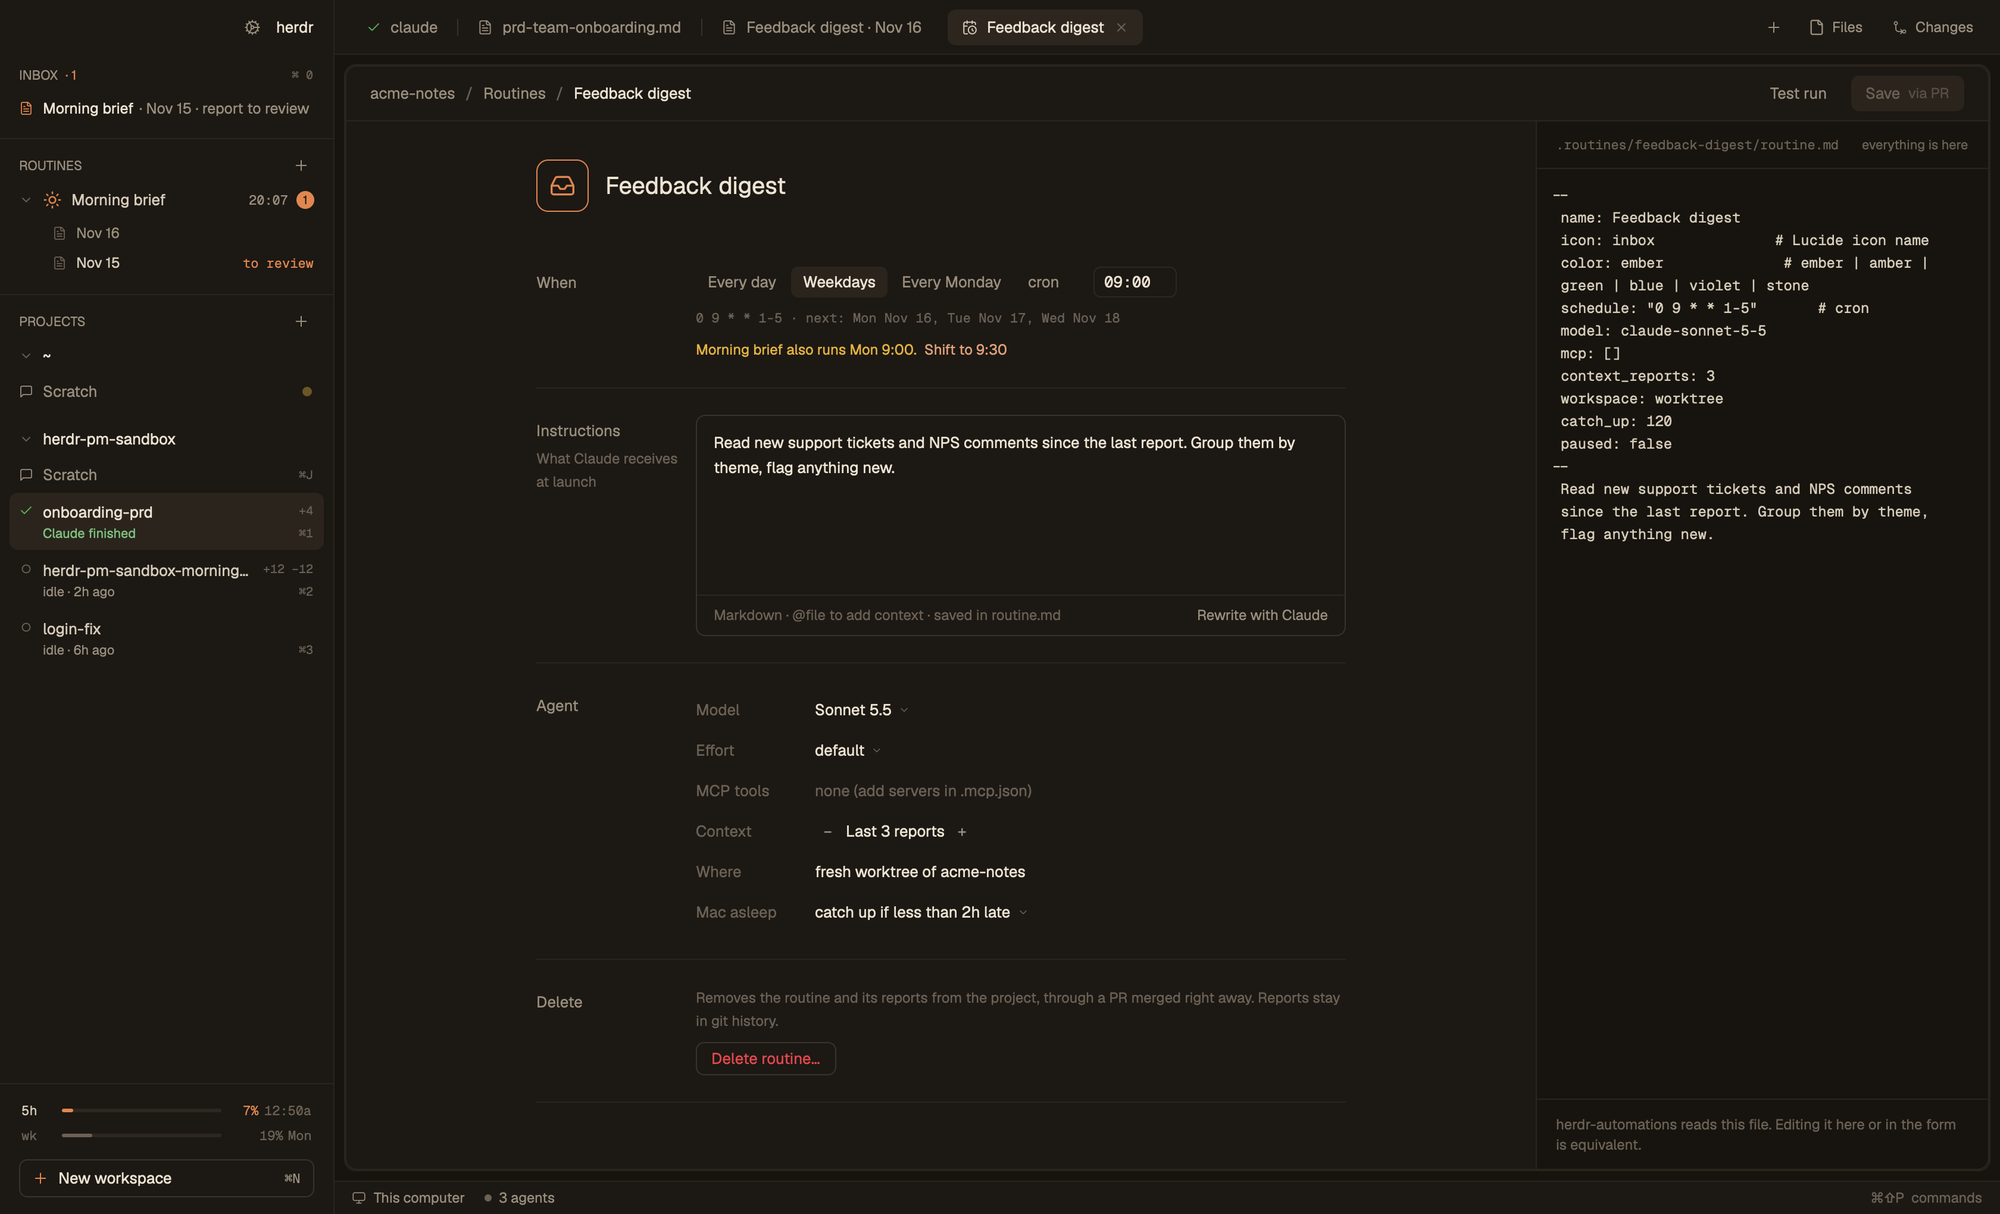 herdr
INBOX · 1 ⌘ 0
Morning brief · Nov 15 · report to review
ROUTINES +
Morning brief 20:07 1
Nov 16
Nov 15 to review
PROJECTS +
~
Scratch
herdr-pm-sandbox
Scratch ⌘J
onboarding-prd +4
Claude finished ⌘1
herdr-pm-sandbox-morning… +12 −12
idle · 2h ago ⌘2
login-fix
idle · 6h ago ⌘3
5h 7% 12:50a
wk 19% Mon
+ New workspace ⌘N
claude
prd-team-onboarding.md
Feedback digest · Nov 16
Feedback digest ×
+
Files
Changes
acme-notes / Routines / Feedback digest
Test run
Save via PR
Feedback digest
When
Every day Weekdays Every Monday cron 09:00
0 9 * * 1-5 · next: Mon Nov 16, Tue Nov 17, Wed Nov 18
Morning brief also runs Mon 9:00. Shift to 9:30
Instructions
What Claude receives
at launch
Read new support tickets and NPS comments since the last report. Group them by
theme, flag anything new.
Markdown · @file to add context · saved in routine.md
Rewrite with Claude
Agent
Model Sonnet 5.5
Effort default
MCP tools none (add servers in .mcp.json)
Context − Last 3 reports +
Where fresh worktree of acme-notes
Mac asleep catch up if less than 2h late
Delete
Removes the routine and its reports from the project, through a PR merged right away. Reports stay
in git history.
Delete routine…
.routines/feedback-digest/routine.md everything is here
---
name: Feedback digest
icon: inbox # Lucide icon name
color: ember # ember | amber |
green | blue | violet | stone
schedule: "0 9 * * 1-5" # cron
model: claude-sonnet-5-5
mcp: []
context_reports: 3
workspace: worktree
catch_up: 120
paused: false
---
Read new support tickets and NPS comments
since the last report. Group them by theme,
flag anything new.
herdr-automations reads this file. Editing it here or in the form
is equivalent.
This computer
3 agents
⌘⇧P commands